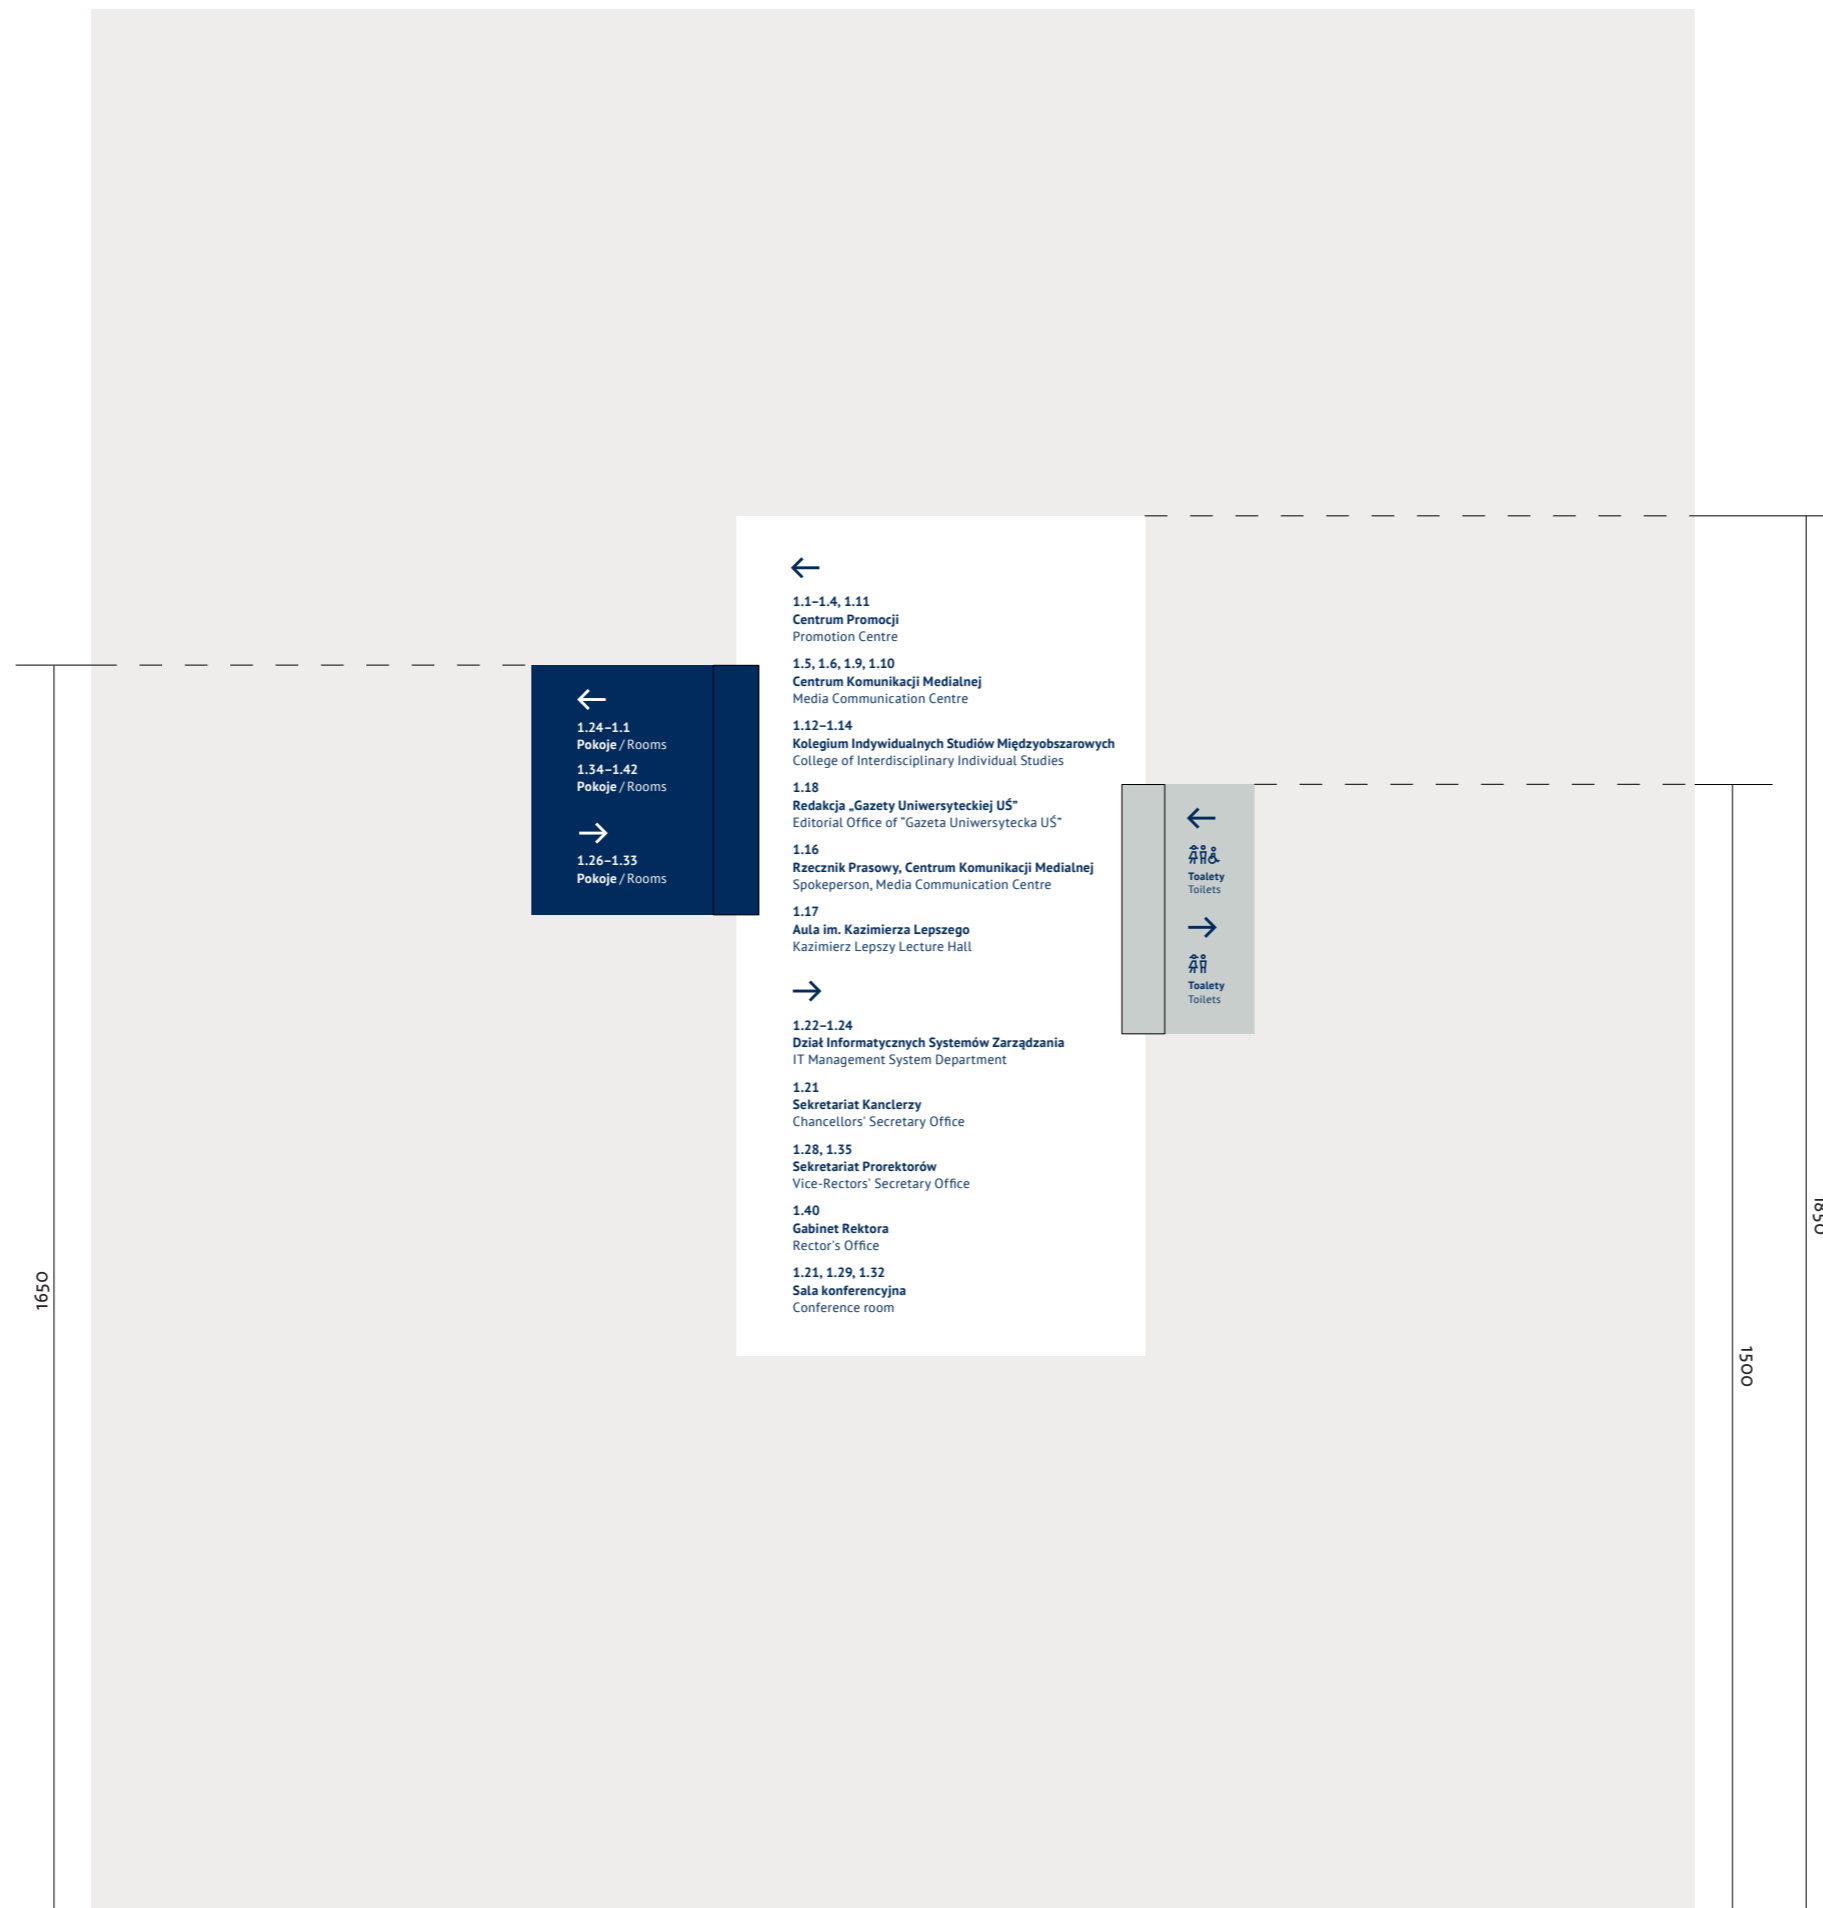 1.1–1.4, 1.11
Centrum Promocji
Promotion Centre
1.5, 1.6, 1.9, 1.10
Centrum Komunikacji Medialnej
Media Communication Centre
1.12–1.14
Kolegium Indywidualnych Studiów Międzyobszarowych
College of Interdisciplinary Individual Studies
1.18
Redakcja „Gazety Uniwersyteckiej UŚ”
Editorial Office of “Gazeta Uniwersytecka UŚ”
1.16
Rzecznik Prasowy, Centrum Komunikacji Medialnej
Spokeperson, Media Communication Centre
1.17
Aula im. Kazimierza Lepszego
Kazimierz Lepszy Lecture Hall
1.22–1.24
Dział Informatycznych Systemów Zarządzania
IT Management System Department
1.21
Sekretariat Kanclerzy
Chancellors' Secretary Office
1.28, 1.35
Sekretariat Prorektorów
Vice-Rectors' Secretary Office
1.40
Gabinet Rektora
Rector's Office
1.21, 1.29, 1.32
Sala konferencyjna
Conference room
1.24–1.1
Pokoje / Rooms
1.34–1.42
Pokoje / Rooms
1.26–1.33
Pokoje / Rooms
Toalety
Toilets
Toalety
Toilets
1650
1500
1850